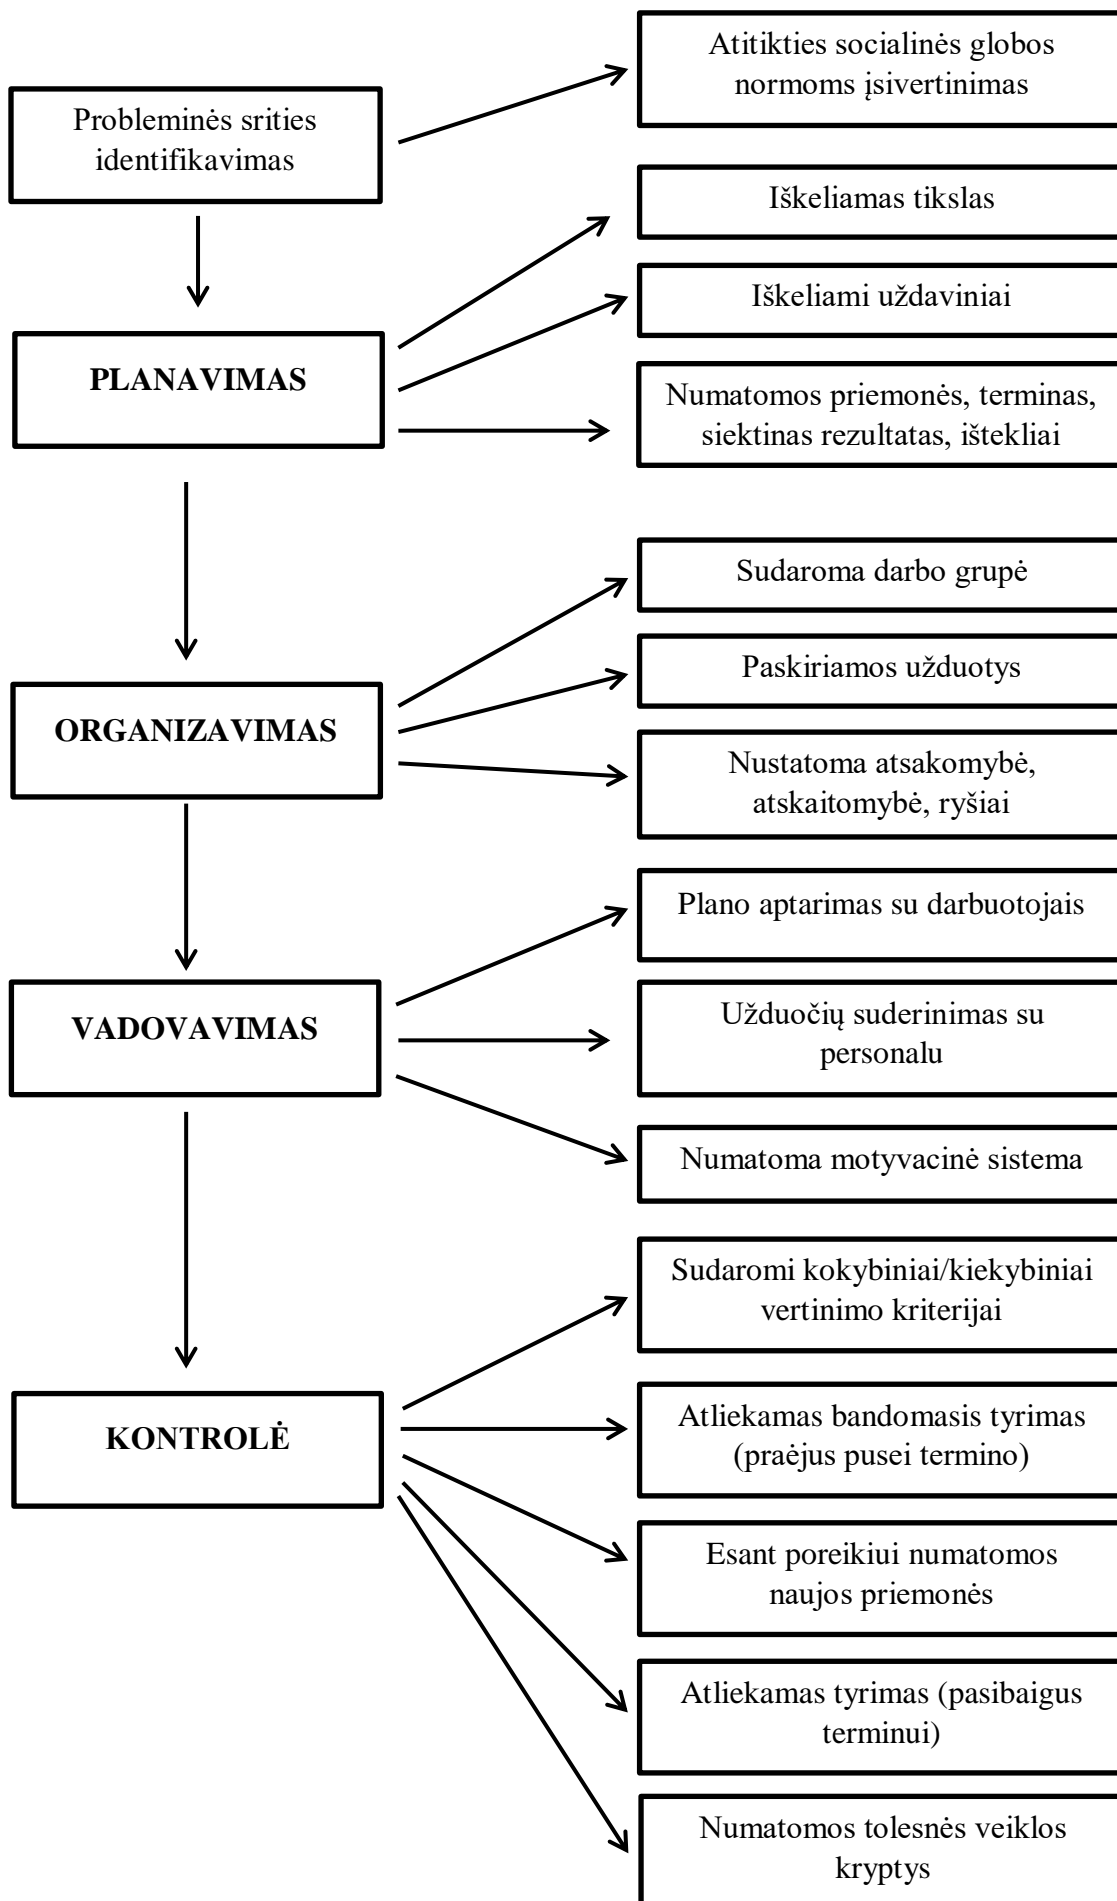 Atitikties socialinės globos
normoms įsivertinimas
Probleminės srities
identifikavimas
Iškeliamas tikslas
Iškeliami uždaviniai
PLANAVIMAS
Numatomos priemonės, terminas,
siektinas rezultatas, ištekliai
Sudaroma darbo grupė
Paskiriamos užduotys
ORGANIZAVIMAS
Nustatoma atsakomybė,
atskaitomybė, ryšiai
Plano aptarimas su darbuotojais
VADOVAVIMAS
Užduočių suderinimas su
personalu
Numatoma motyvacinė sistema
Sudaromi kokybiniai/kiekybiniai
vertinimo kriterijai
KONTROLĖ
Atliekamas bandomasis tyrimas
(praėjus pusei termino)
Esant poreikiui numatomos
naujos priemonės
Atliekamas tyrimas (pasibaigus
terminui)
Numatomos tolesnės veiklos
kryptys